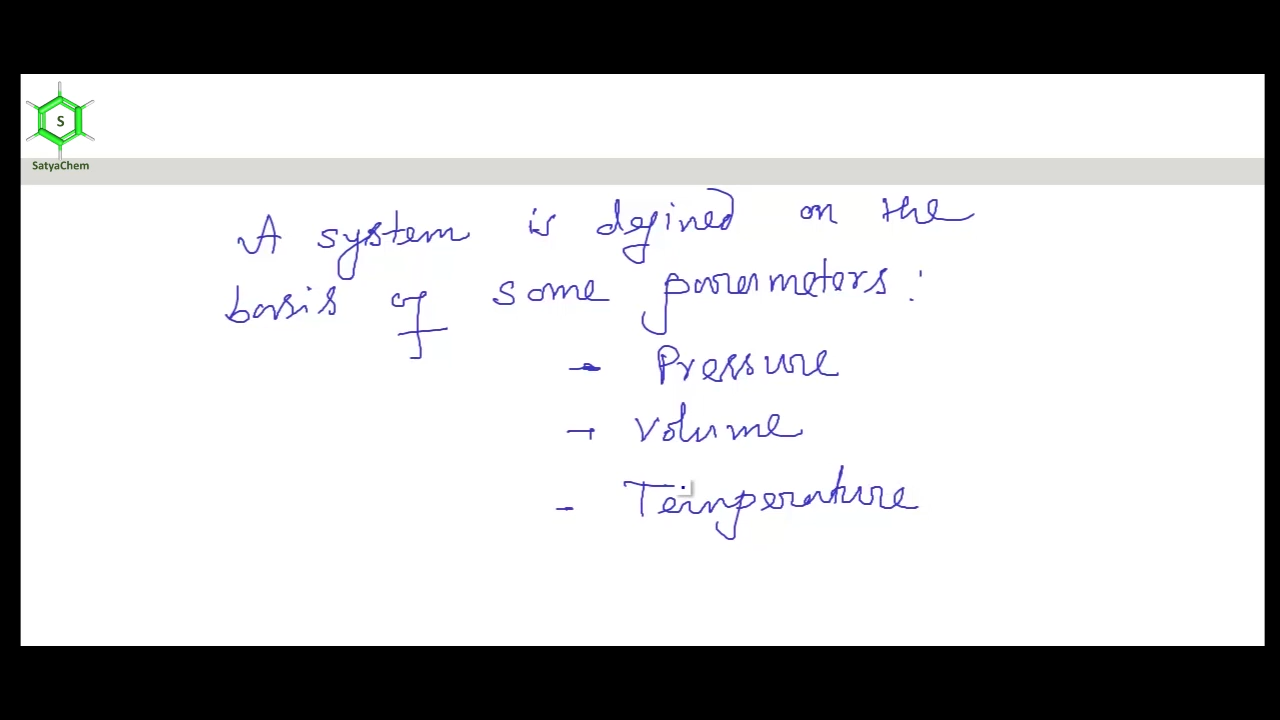 S
SatyaChem
A system is defined on the
basis of some parameters:
- Pressure
- Volume
- Temperature